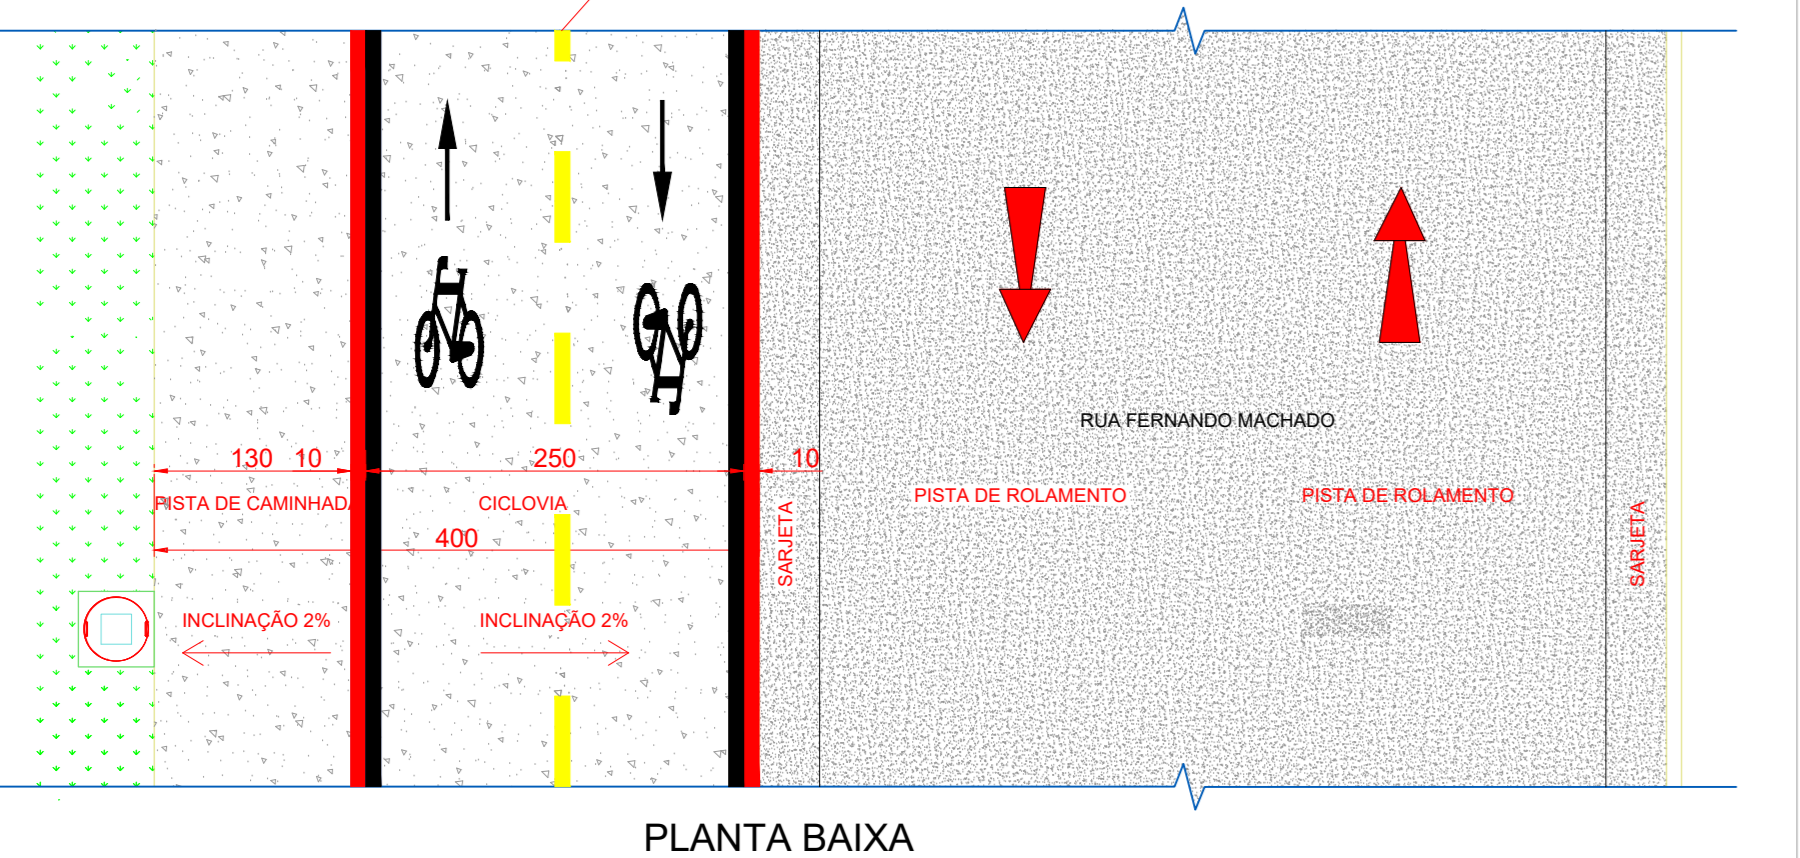 RUA FERNANDO MACHADO
130 10 250 10
PISTA DE CAMINHADA CICLOVIA PISTA DE ROLAMENTO PISTA DE ROLAMENTO
SARJETA
SARJETA
400
INCLINAÇÃO 2% INCLINAÇÃO 2%
PLANTA BAIXA